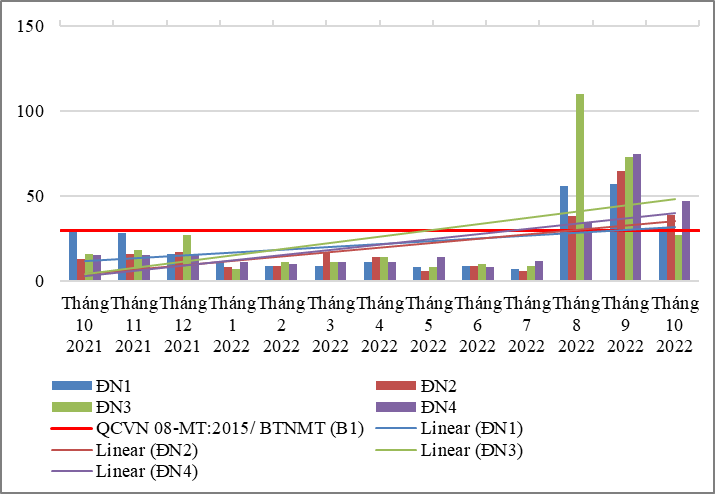 150
100
50
0
Tháng Tháng Tháng Tháng Tháng Tháng Tháng Tháng Tháng Tháng Tháng Tháng Tháng
10 11 12 1 2 3 4 5 6 7 8 9 10
2021 2021 2021 2022 2022 2022 2022 2022 2022 2022 2022 2022 2022
ĐN1 ĐN2
ĐN3 ĐN4
QCVN 08-MT:2015/ BTNMT (B1) Linear (ĐN1)
Linear (ĐN2) Linear (ĐN3)
Linear (ĐN4)